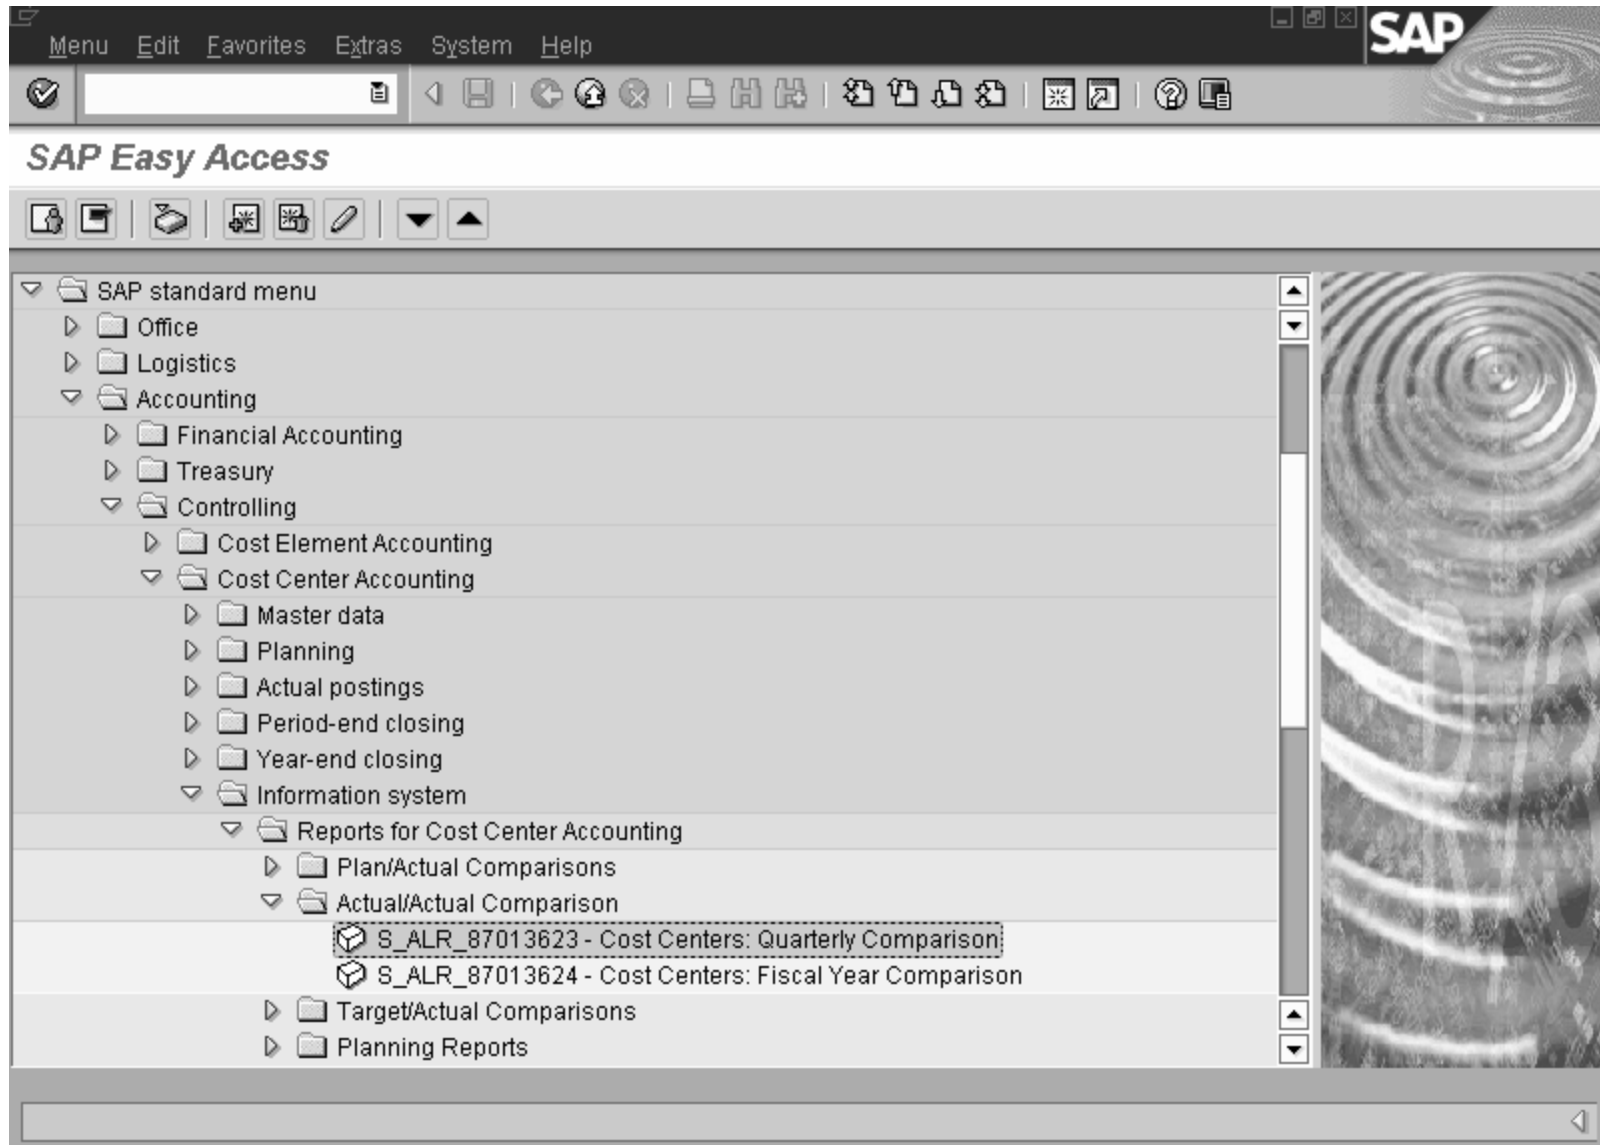 SAP
Menu Edit Favorites Extras System Help
SAP Easy Access
SAP standard menu
Office
Logistics
Accounting
Financial Accounting
Treasury
Controlling
Cost Element Accounting
Cost Center Accounting
Master data
Planning
Actual postings
Period-end closing
Year-end closing
Information system
Reports for Cost Center Accounting
Plan/Actual Comparisons
Actual/Actual Comparison
S_ALR_87013623 - Cost Centers: Quarterly Comparison
S_ALR_87013624 - Cost Centers: Fiscal Year Comparison
Target/Actual Comparisons
Planning Reports